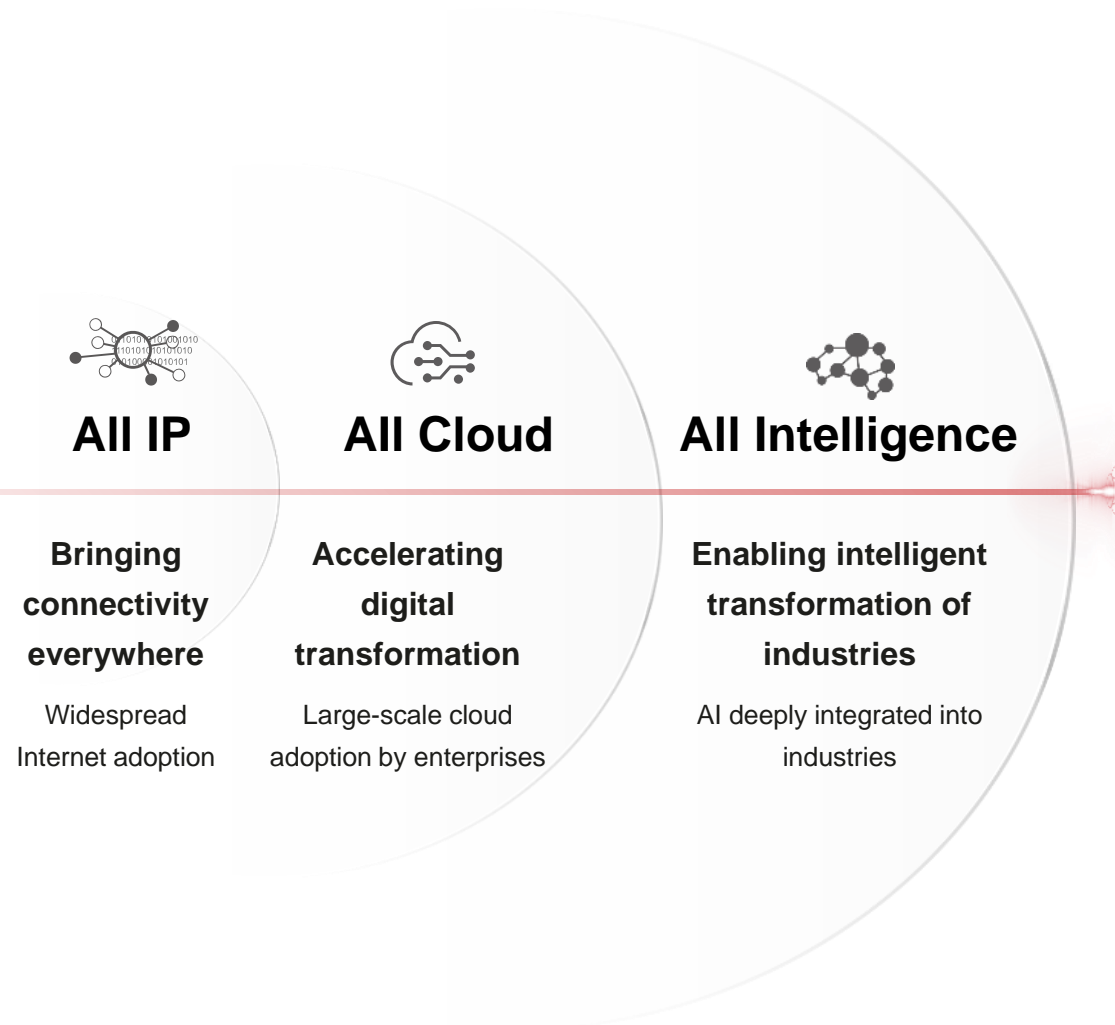 All IP
Bringing
connectivity
everywhere
Widespread
Internet adoption
All Cloud
Accelerating
digital
transformation
Large-scale cloud
adoption by enterprises
All Intelligence
Enabling intelligent
transformation of
industries
AI deeply integrated into
industries